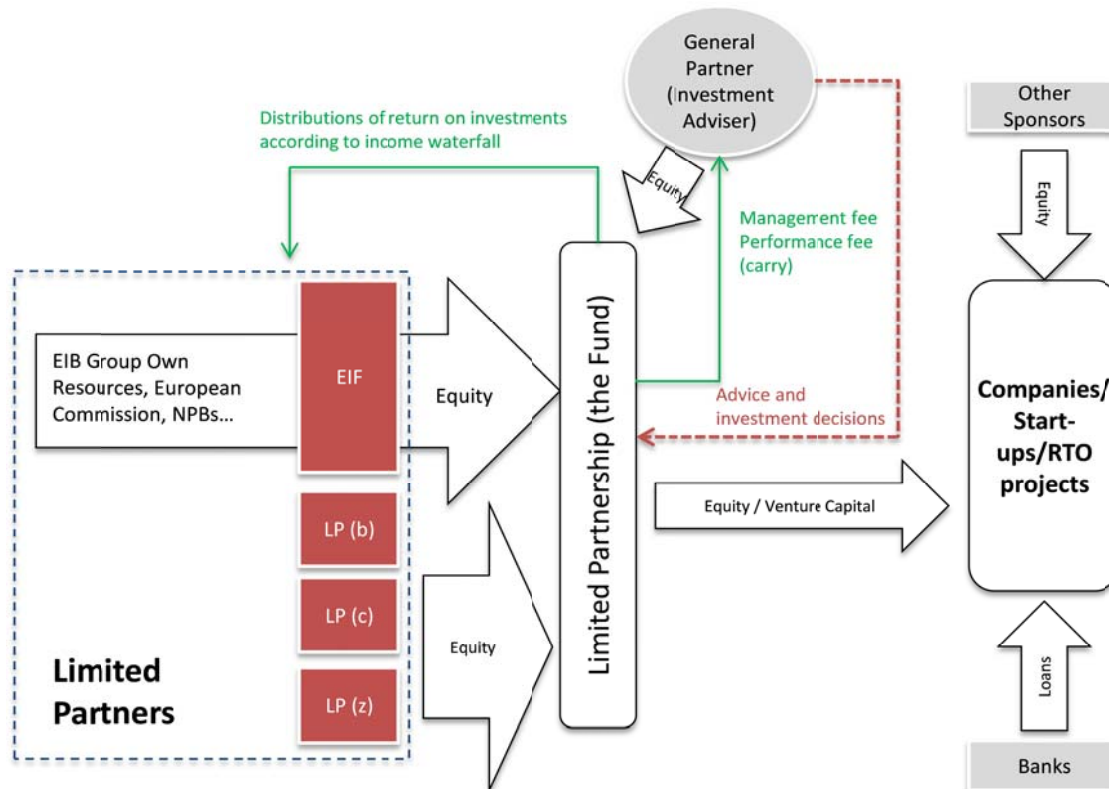 General
Partner
(Investment
Adviser)
Other
Sponsors
Distributions of return on investments
according to income waterfall
Equity
Equity
Management fee
Performance fee
(carry)
EIB Group Own
Resources, European
Commission, NPBs...
EIF
Equity
Limited Partnership (the Fund)
Advice and
investment decisions
Companies/
Start-
ups/RTO
projects
Equity / Venture Capital
LP (b)
LP (c)
LP (z)
Equity
Limited
Partners
Loans
Banks